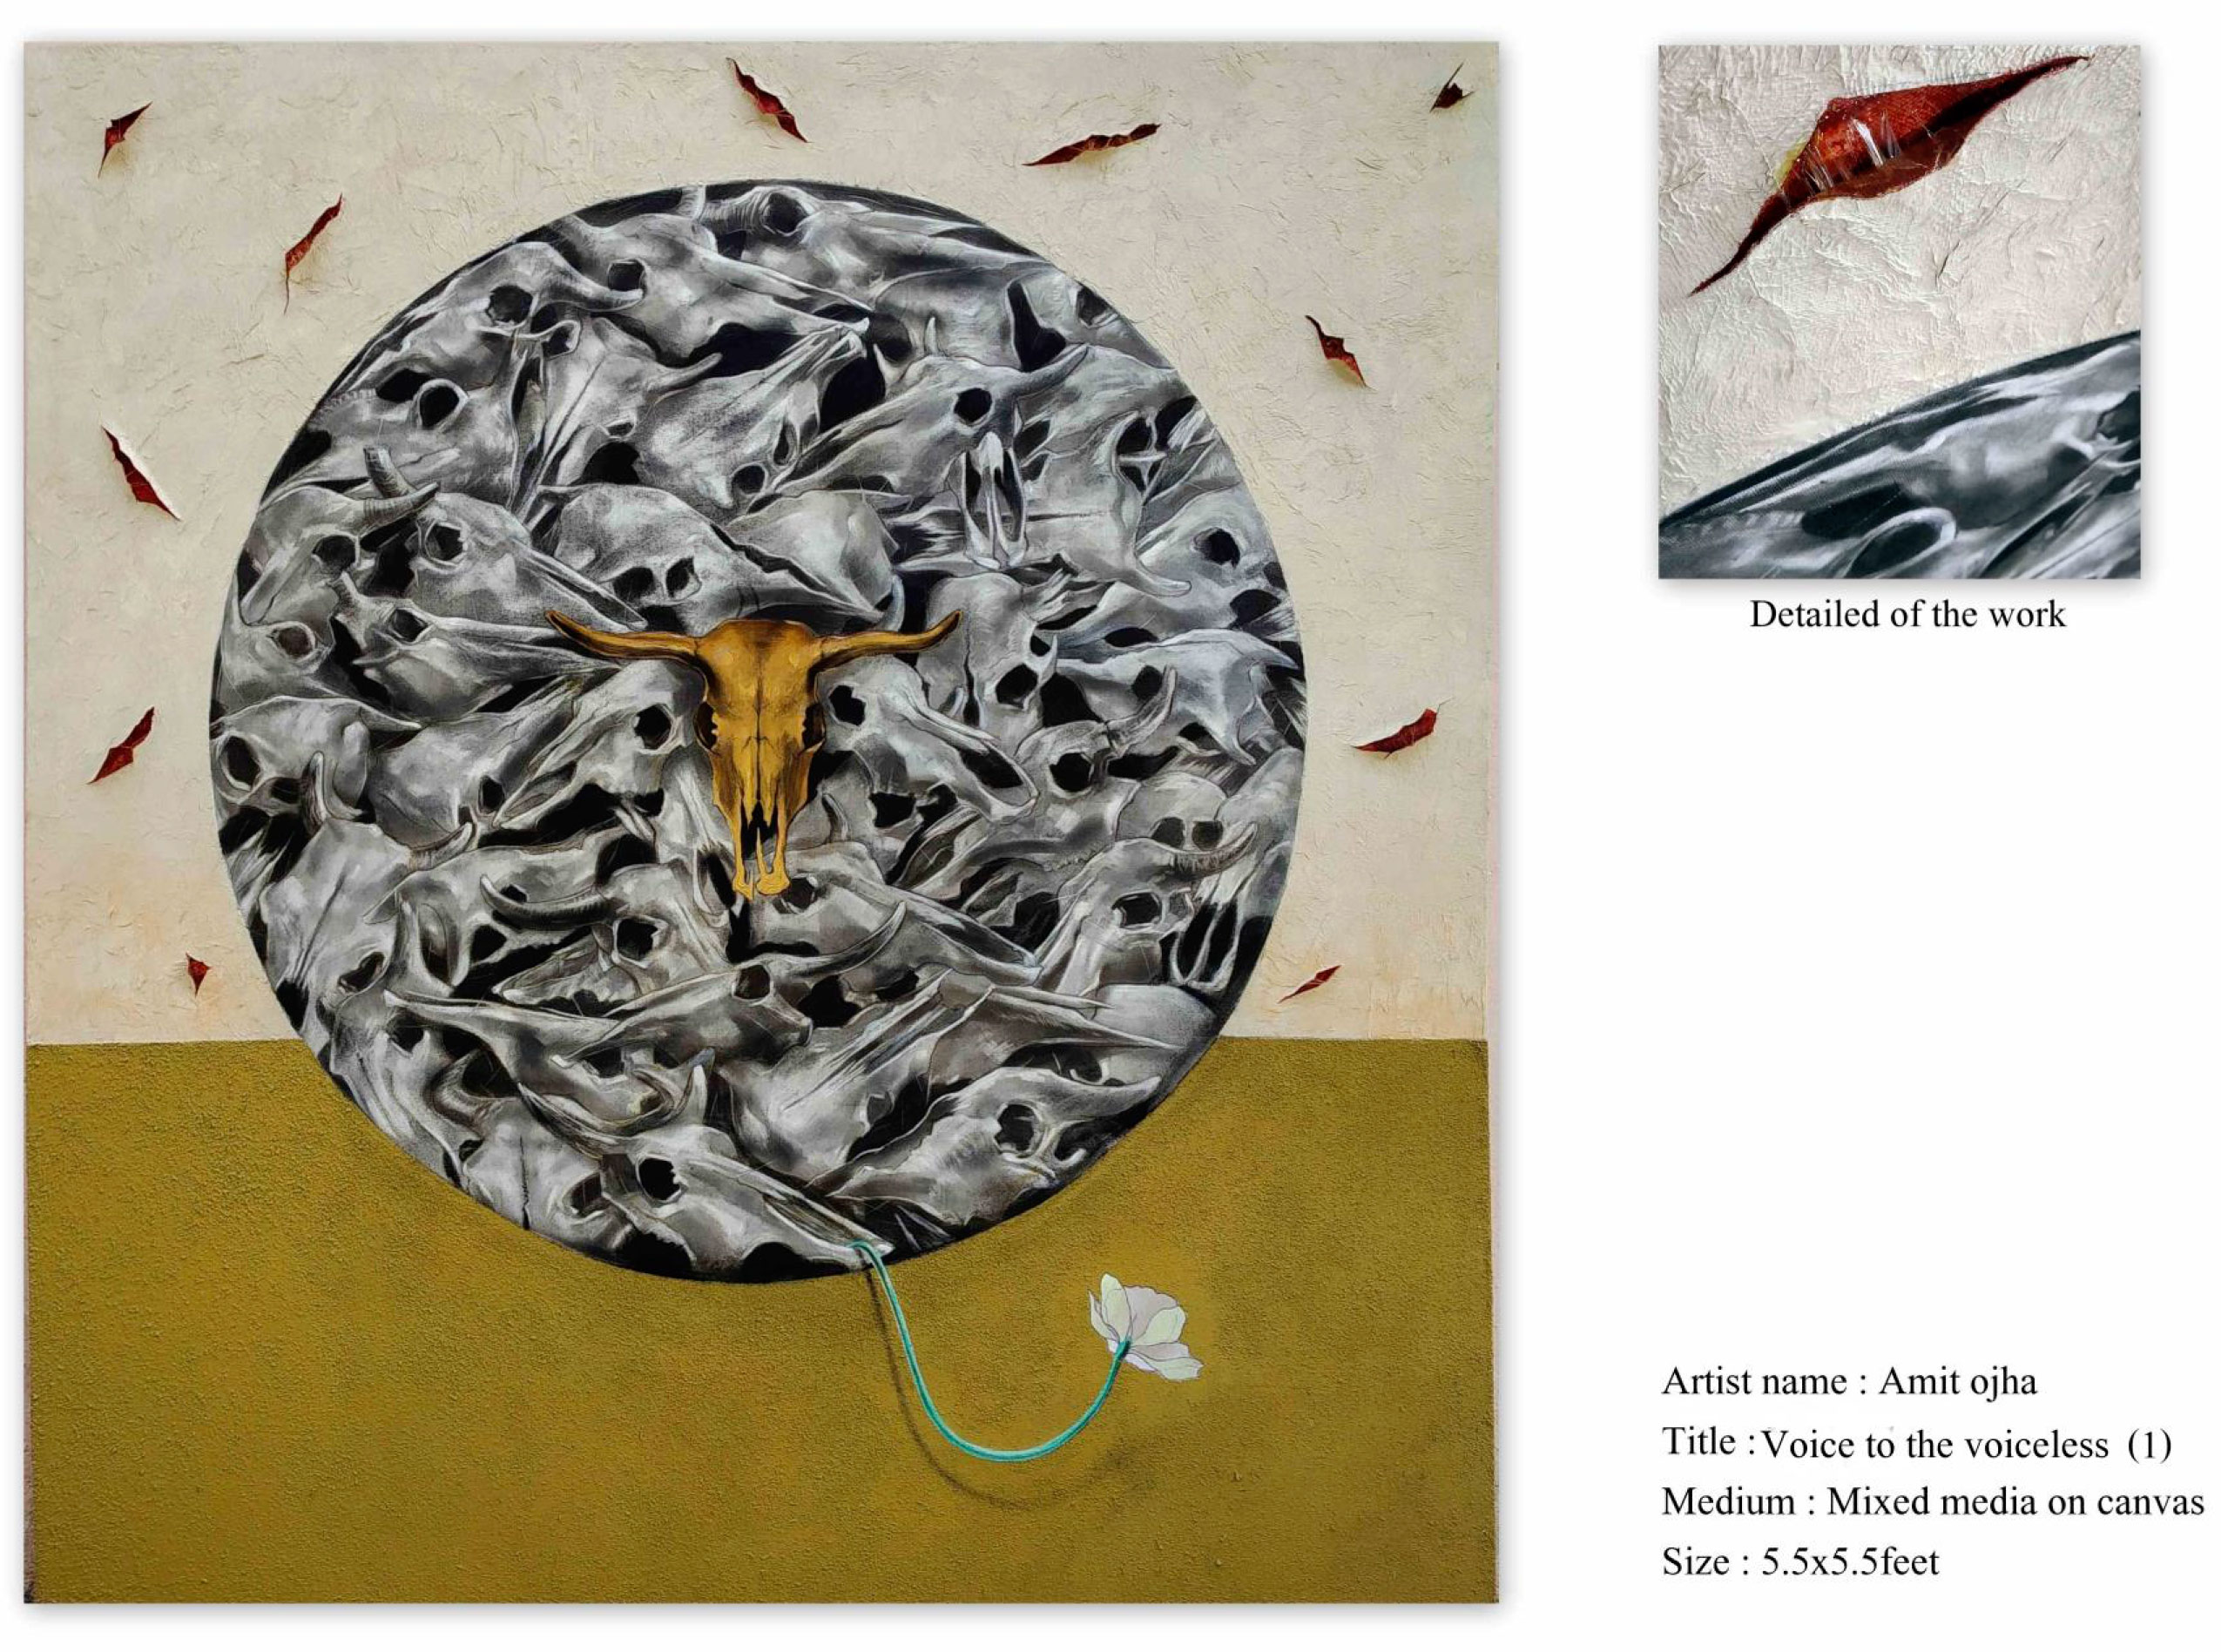 Detailed of the work
Artist name : Amit ojha
Title : Voice to the voiceless (1)
Medium : Mixed media on canvas
Size : 5.5x5.5feet